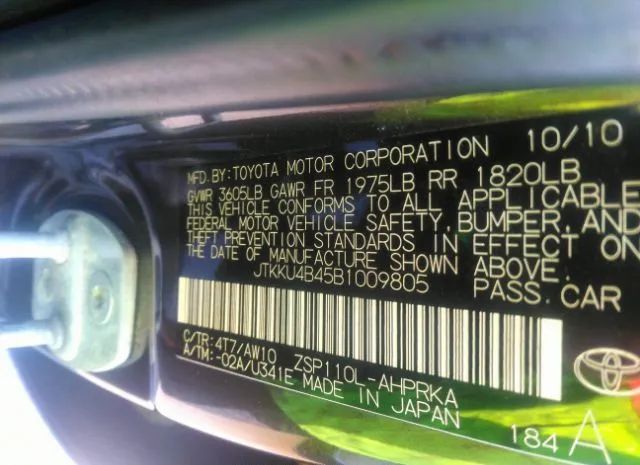 MFD.BY:TOYOTA MOTOR CORPORATION 10/10
GVWR 3605LB GAWR FR 1975LB RR 1820LB
THIS VEHICLE CONFORMS TO ALL APPLICABLE
FEDERAL MOTOR VEHICLE SAFETY,BUMPER,AND
THEFT PREVENTION STANDARDS IN EFFECT ON
THE DATE OF MANUFACTURE SHOWN ABOVE.
JTKKU4B45B1009805 PASS.CAR
C/TR:4T7/AW10 ZSP110L-AHPRKA
A/TM:-02A/U341E MADE IN JAPAN
184 A